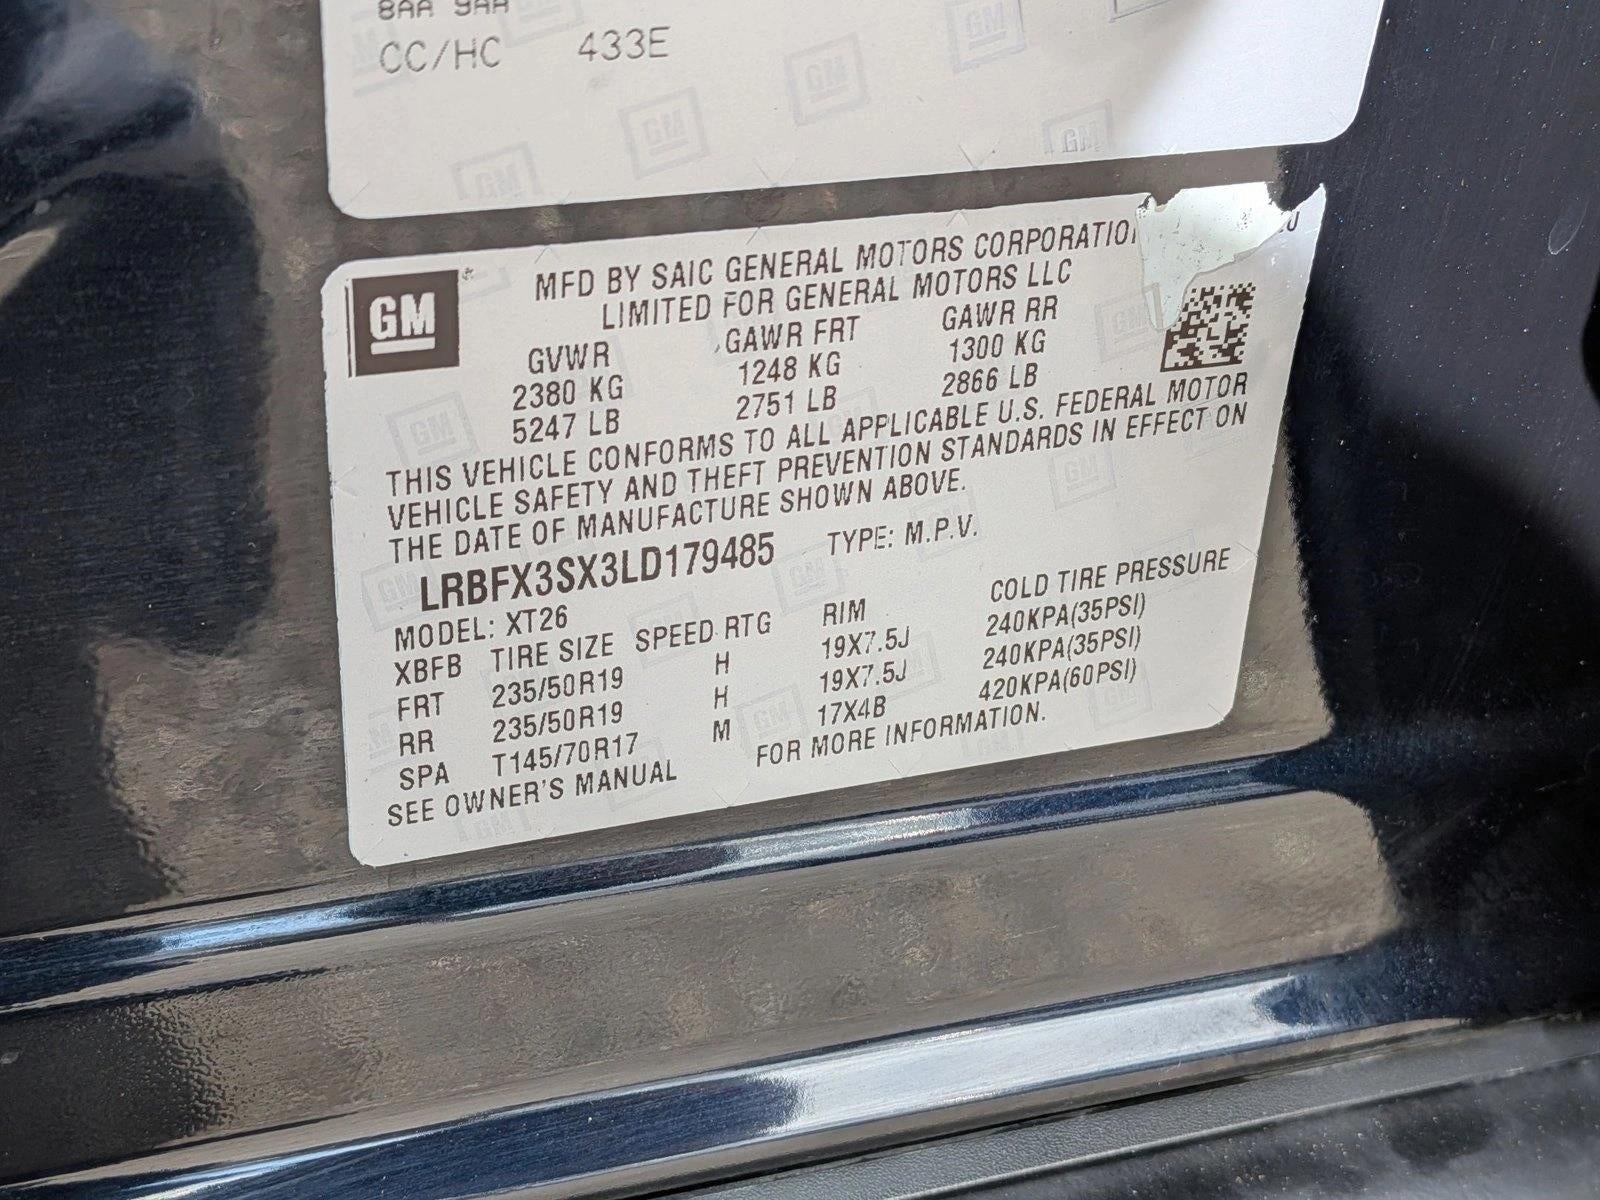 8AA 9AA
CC/HC 433E
GM
MFD BY SAIC GENERAL MOTORS CORPORATIO
LIMITED FOR GENERAL MOTORS LLC
GVWR GAWR FRT GAWR RR
2380 KG 1248 KG 1300 KG
5247 LB 2751 LB 2866 LB
THIS VEHICLE CONFORMS TO ALL APPLICABLE U.S. FEDERAL MOTOR
VEHICLE SAFETY AND THEFT PREVENTION STANDARDS IN EFFECT ON
THE DATE OF MANUFACTURE SHOWN ABOVE.
LRBFX3SX3LD179485 TYPE: M.P.V.
MODEL: XT26
XBFB TIRE SIZE SPEED RTG RIM COLD TIRE PRESSURE
FRT 235/50R19 H 19X7.5J 240KPA(35PSI)
RR 235/50R19 H 19X7.5J 240KPA(35PSI)
SPA T145/70R17 M 17X4B 420KPA(60PSI)
SEE OWNER'S MANUAL FOR MORE INFORMATION.